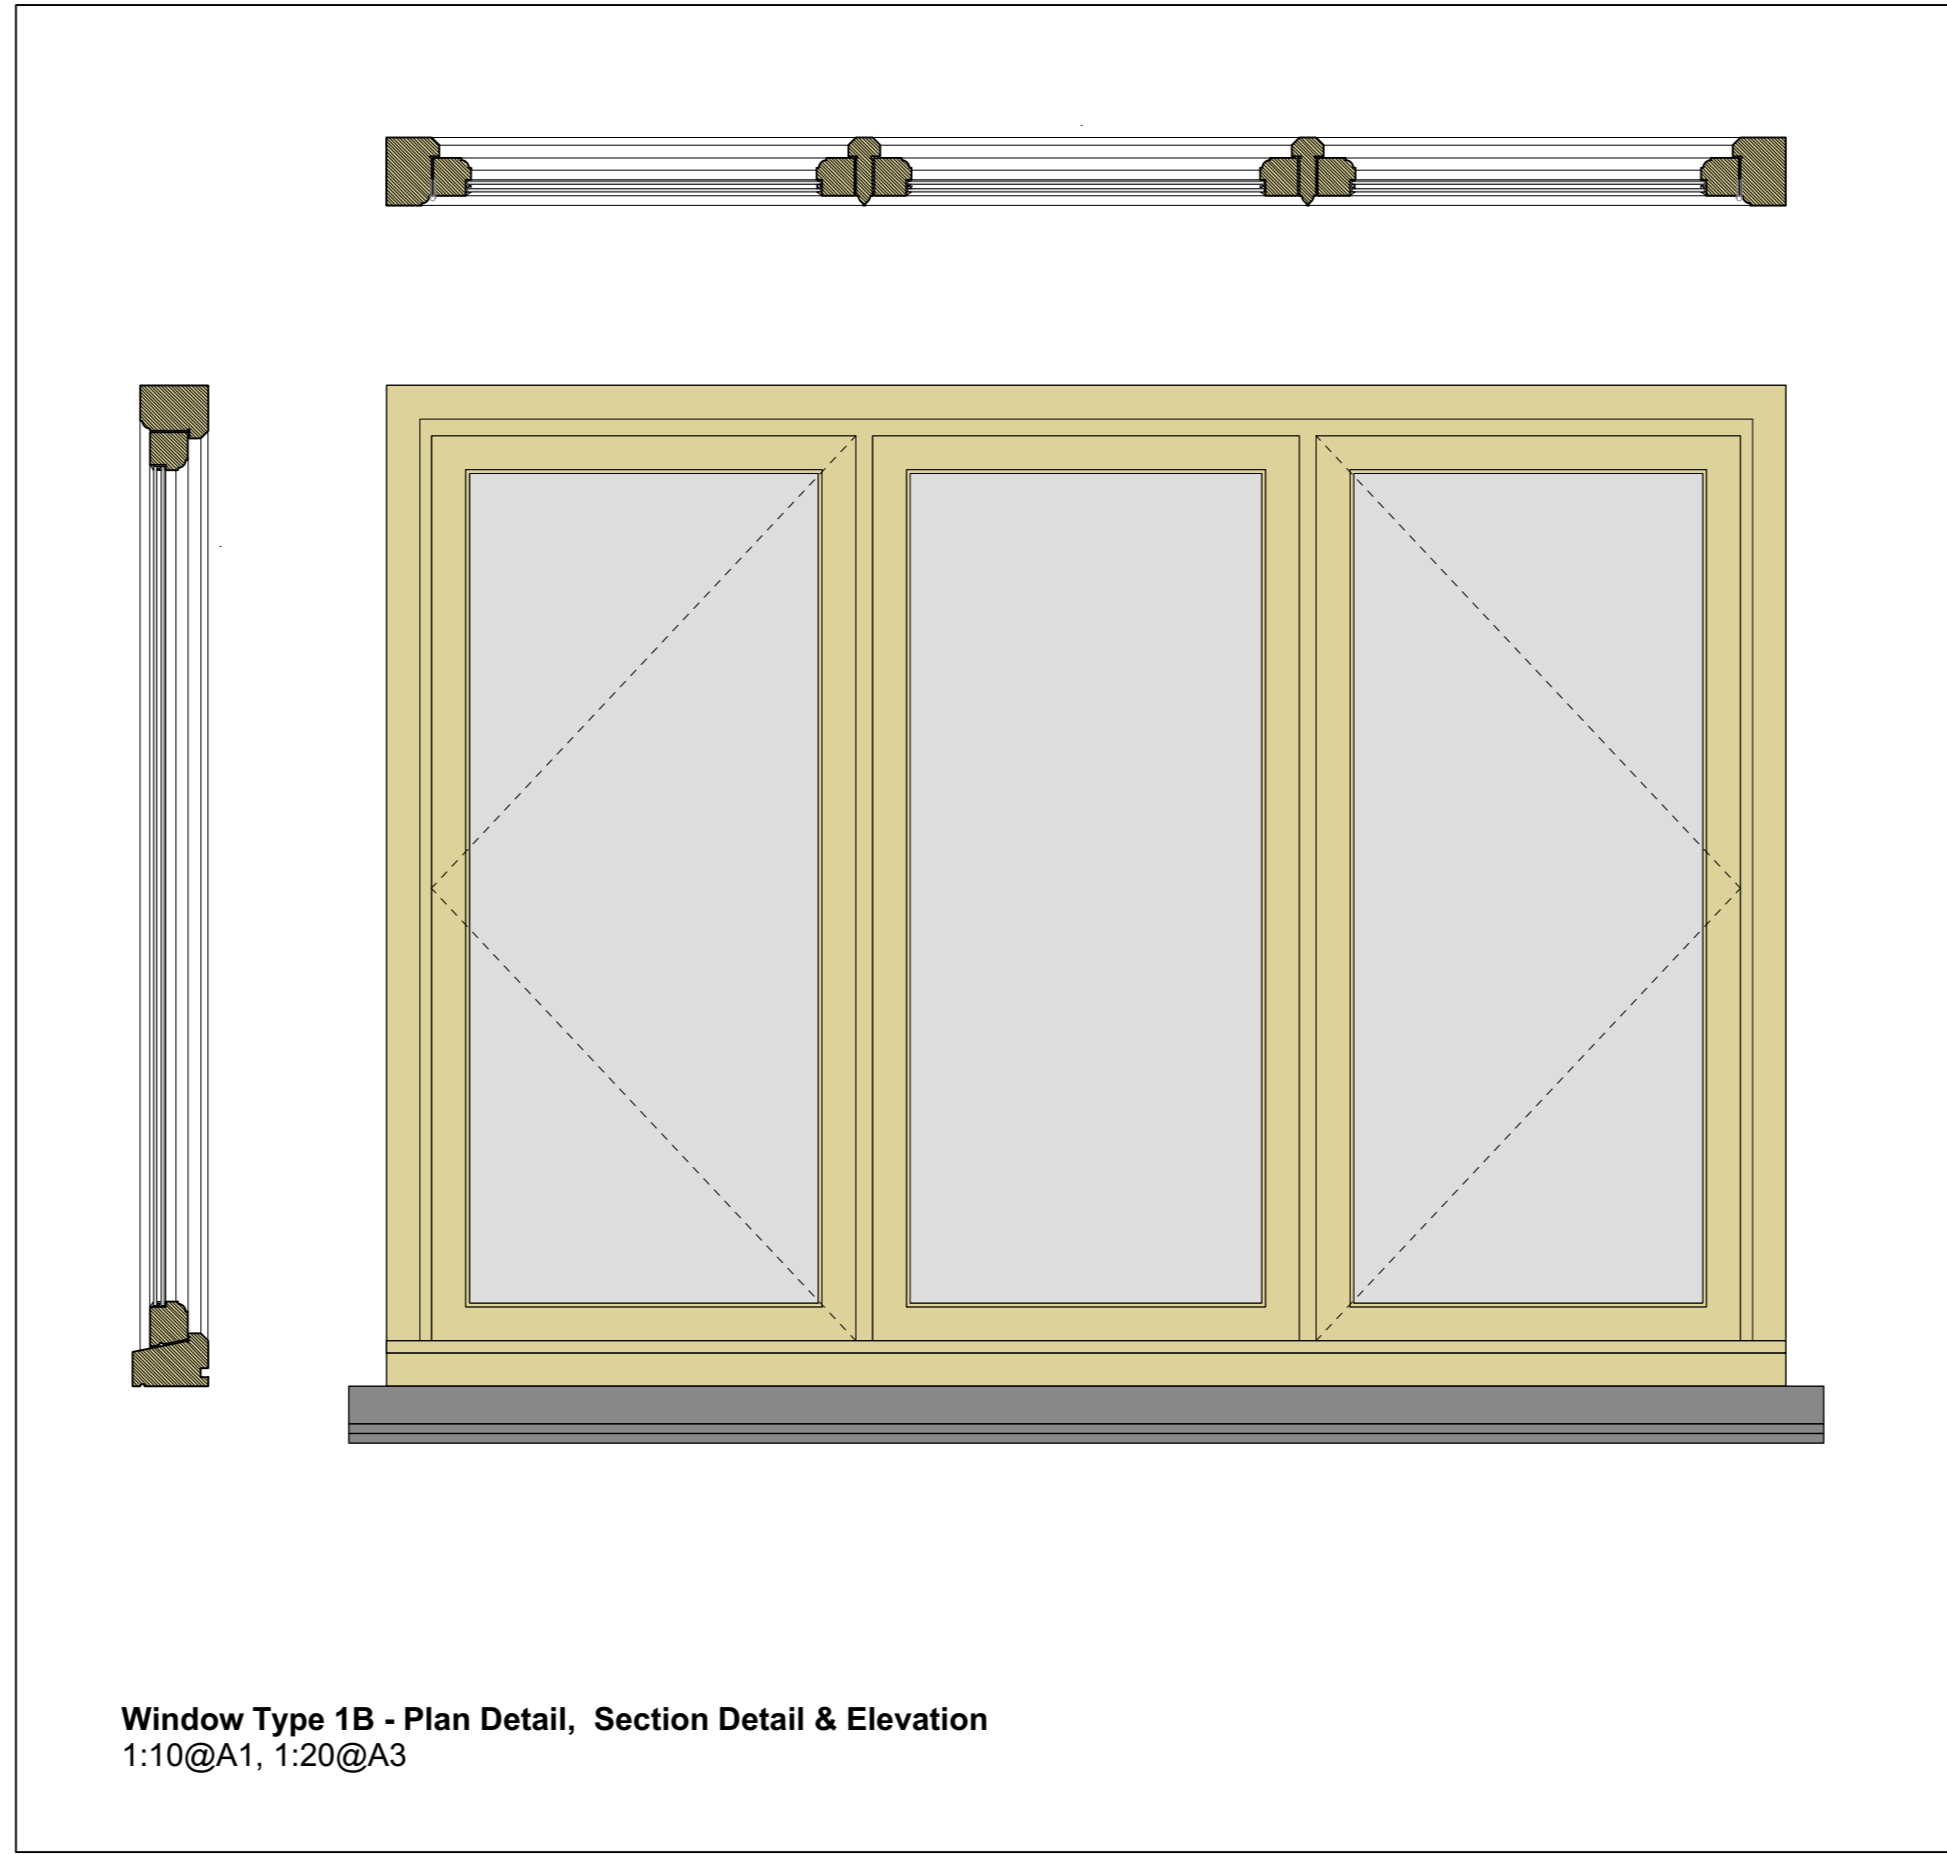 Window Type 1B - Plan Detail,  Section Detail & Elevation
1:10@A1, 1:20@A3